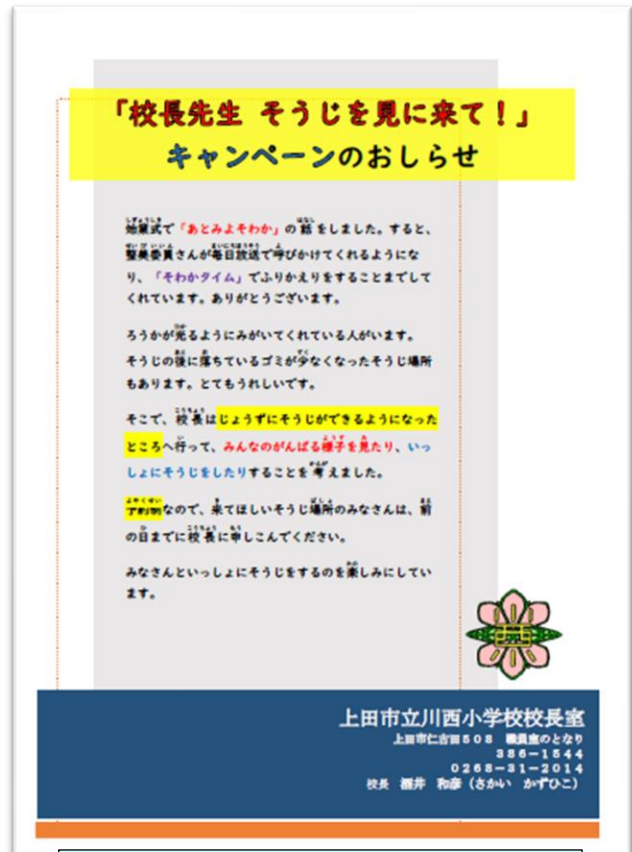 「校長先生 そうじを見に来て！」
キャンペーンのおしらせ
始業式で「あとみよそわか」の話をしました。すると、
整美委員さんが毎日放送で呼びかけてくれるようにな
り、「そわかタイム」でふりかえりをすることまでして
くれています。ありがとうございます。
ろうかが光るようにみがいてくれている人がいます。
そうじの後に落ちているゴミが少なくなったそうじ場所
もあります。とてもうれしいです。
そこで、校長はじょうずにそうじができるようになった
ところへ行って、みんなのがんばる様子を見たり、いっ
しょにそうじをしたりすることを考えました。
予約制なので、来てほしいそうじ場所のみなさんは、前
の日までに校長に申しこんでください。
みなさんといっしょにそうじをするのを楽しみにしてい
ます。
上田市立川西小学校校長室
上田市仁古田508 職員室のとなり
386-1544
0268-31-2014
校長 酒井 和彦（さかい かずひこ）